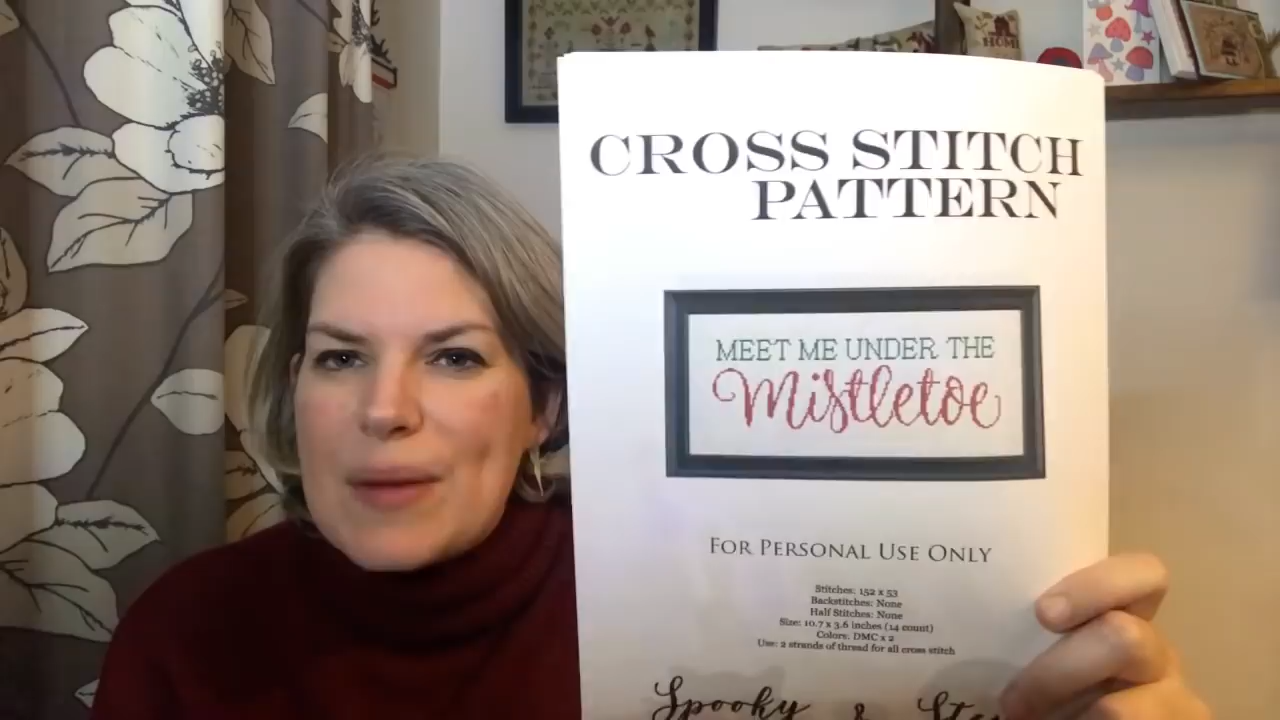 HOME
CROSS STITCH
PATTERN
MEET ME UNDER THE
Mistletoe
FOR PERSONAL USE ONLY
Stitches: 152 x 53
Backstitches: None
Half Stitches: None
Size: 10.7 x 3.6 inches (14 count)
Colors: DMC x 2
Use: 2 strands of thread for all cross stitch
Spooky &